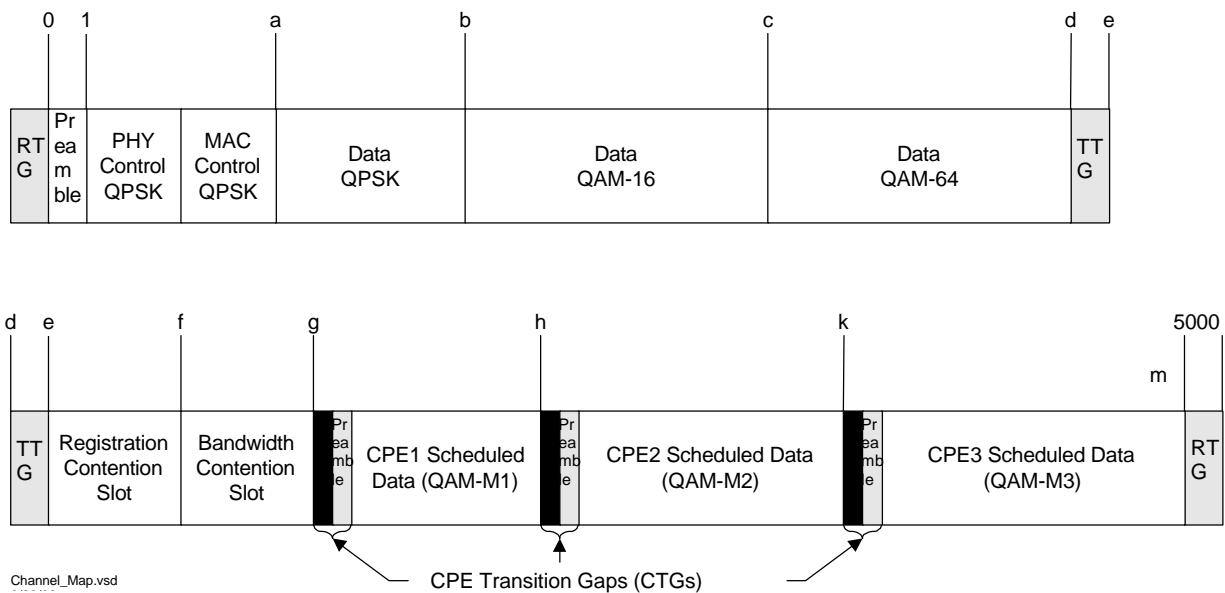 0 1 a b c d e
RT
G
Pr
ea
m
ble
PHY
Control
QPSK
MAC
Control
QPSK
Data
QPSK
Data
QAM-16
Data
QAM-64
TT
G
d e f g h k 5000
m
TT
G
Registration
Contention
Slot
Bandwidth
Contention
Slot
Pr
ea
mb
le
CPE1 Scheduled
Data (QAM-M1)
Pr
ea
mb
le
CPE2 Scheduled Data
(QAM-M2)
Pr
ea
mb
le
CPE3 Scheduled Data
(QAM-M3)
RT
G
CPE Transition Gaps (CTGs)
Channel_Map.vsd